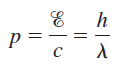 p = ℰ/c = h/λ